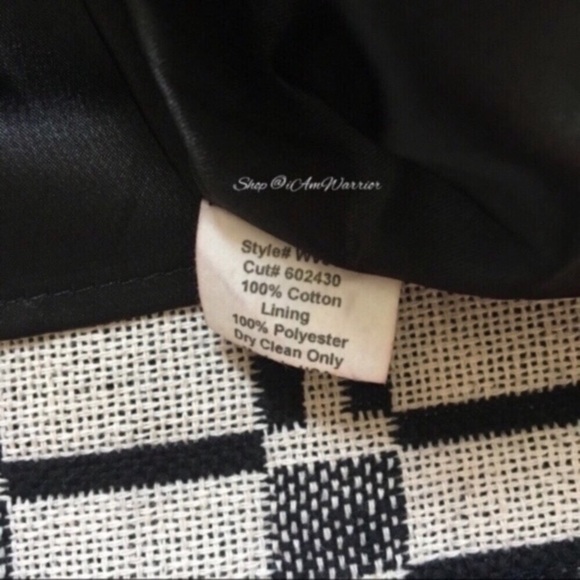 Shop @iAmWarrior
Style#
Cut# 602430
100% Cotton
Lining
100% Polyester
Dry Clean Only